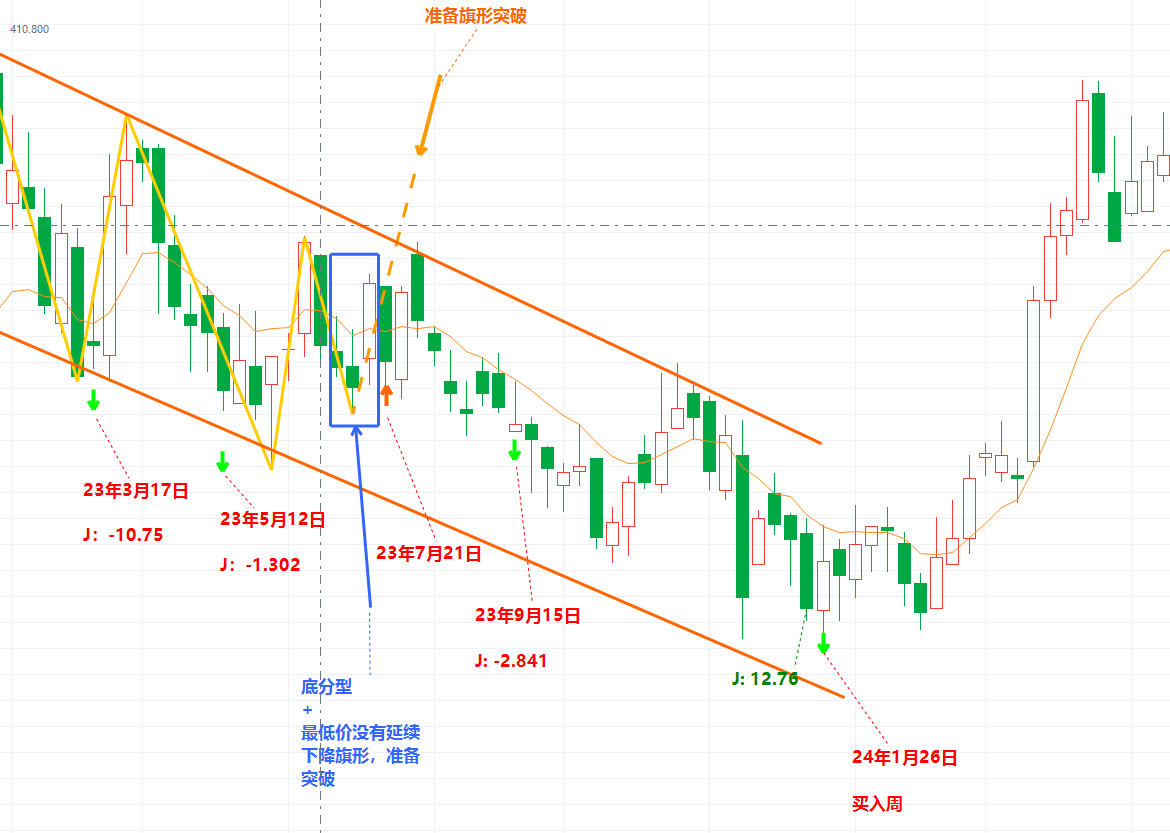 准备旗形突破
410.800
23年3月17日
J：-10.75
23年5月12日
J：-1.302
23年7月21日
23年9月15日
J: -2.841
底分型
+
最低价没有延续
下降旗形，准备
突破
J: 12.76
24年1月26日
买入周